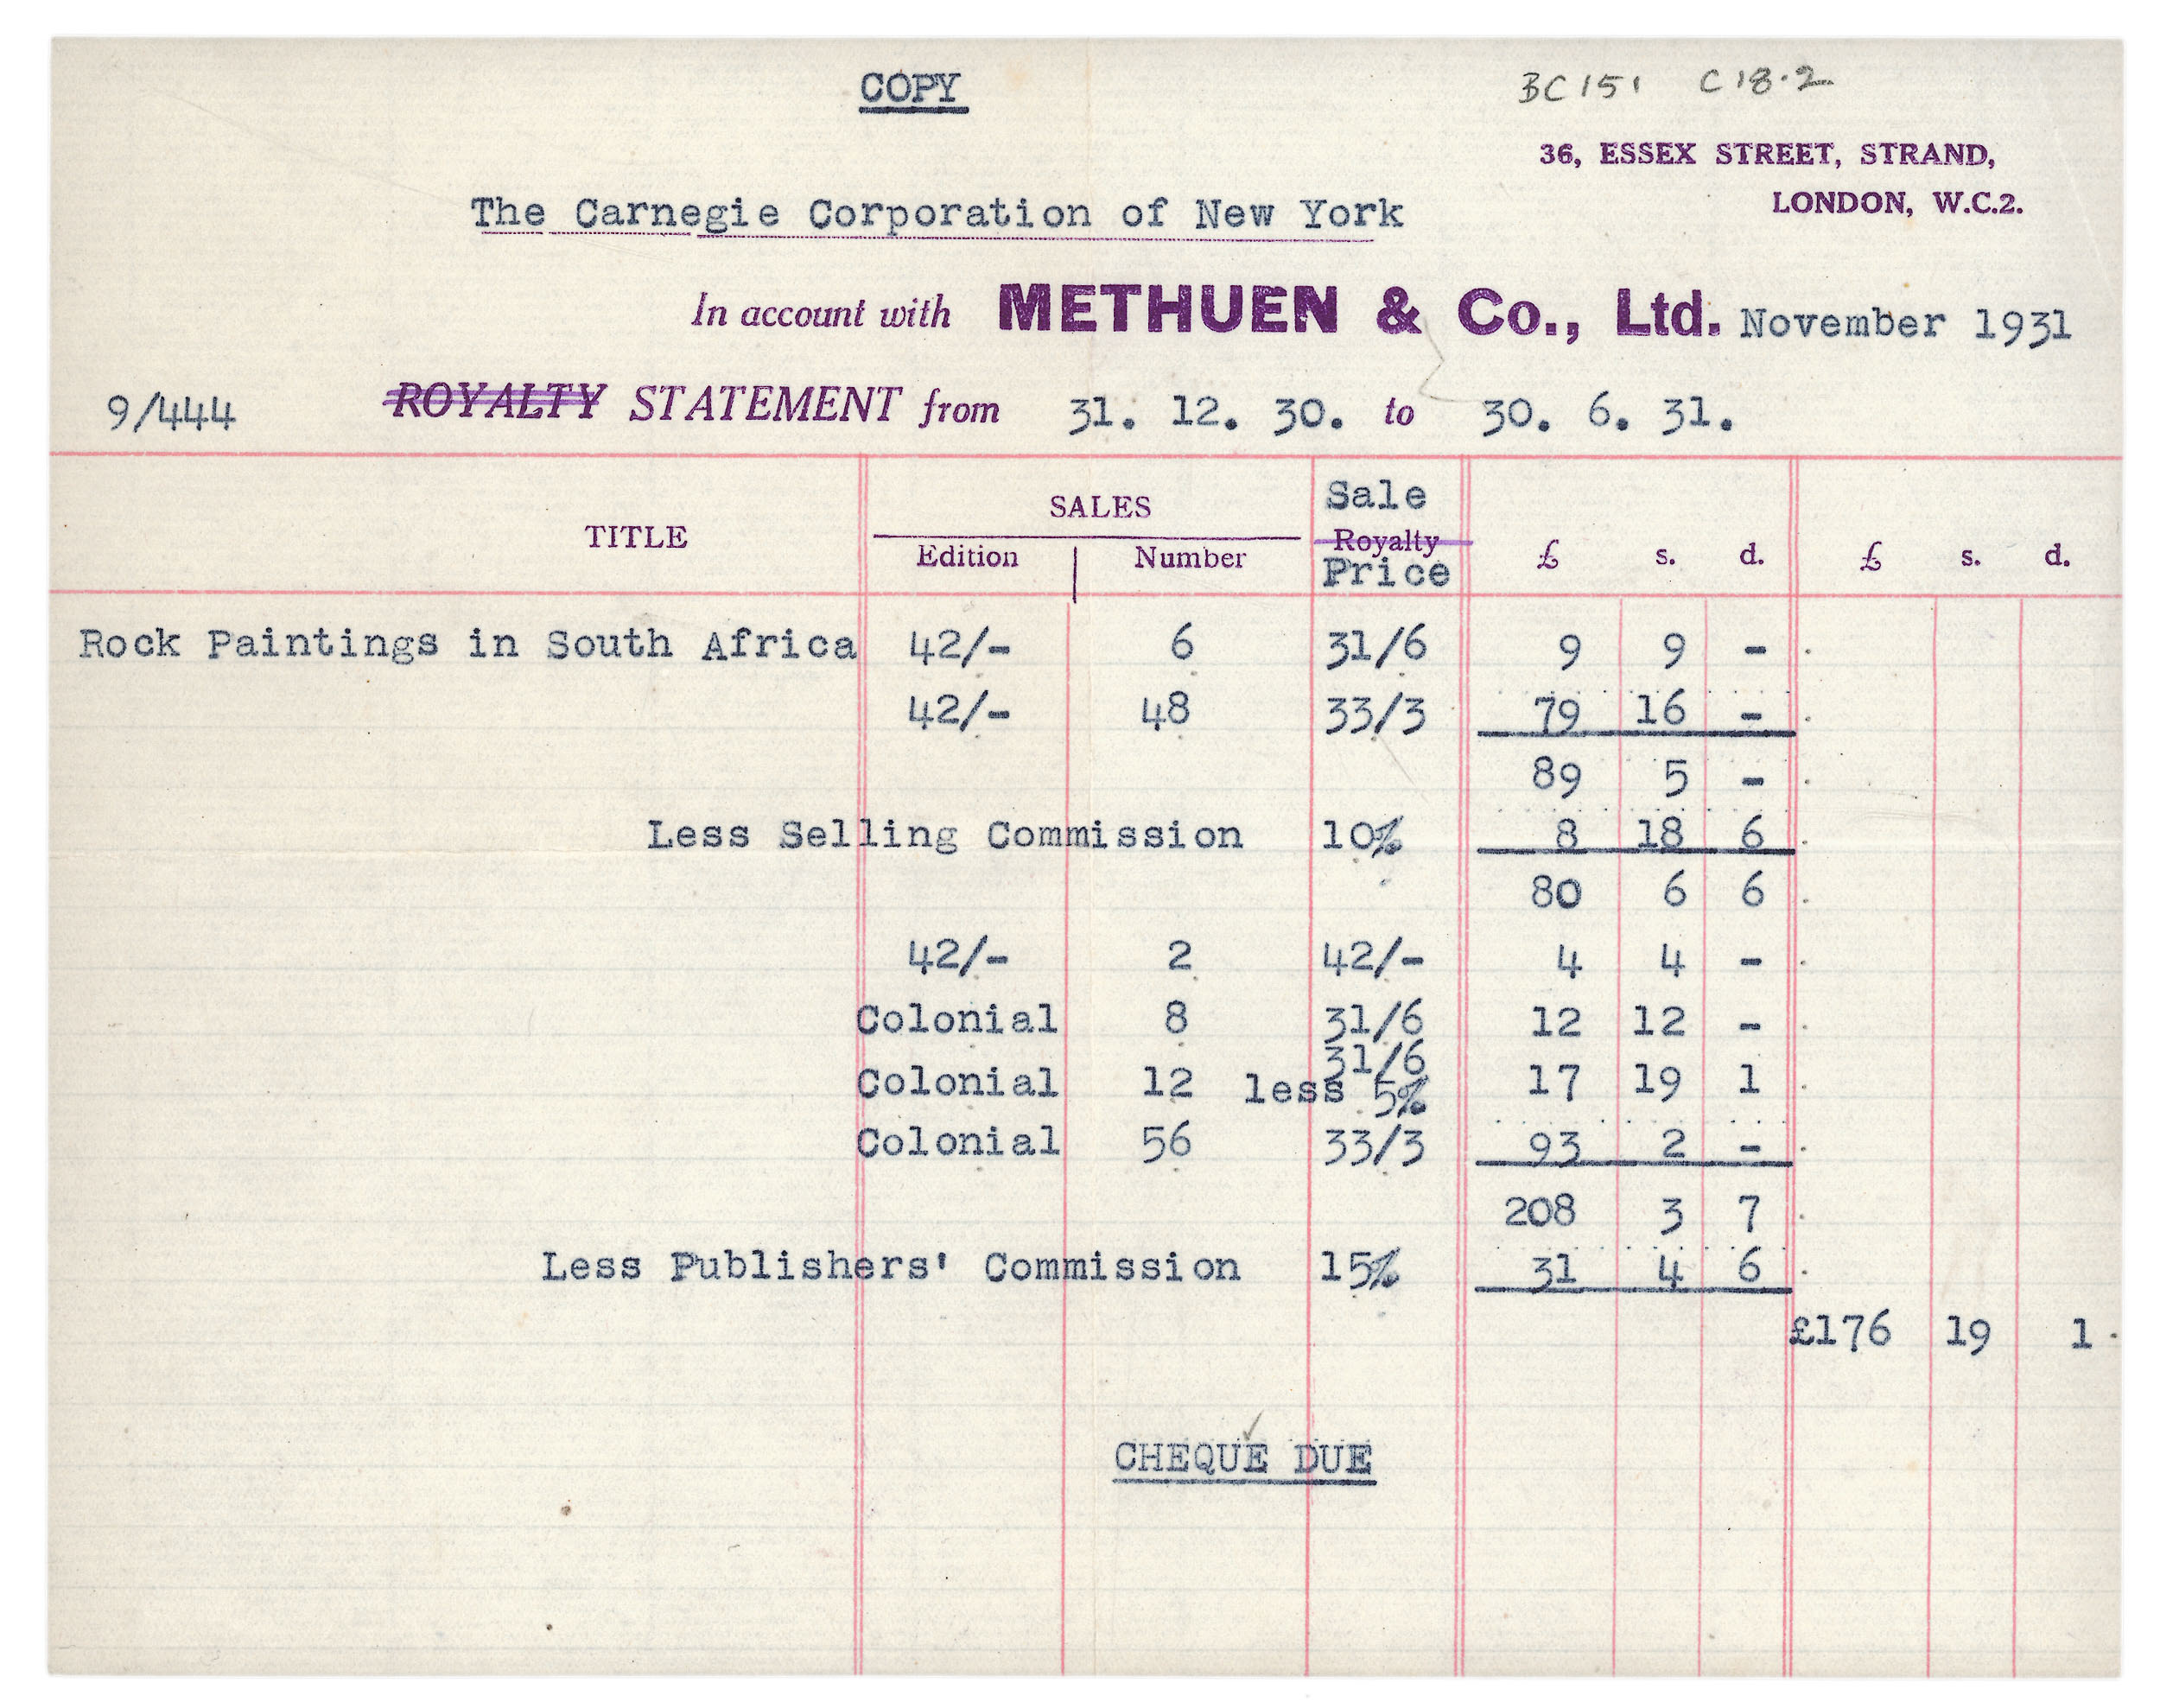 COPY
BC 151 C 18.2
36, ESSEX STREET, STRAND,
LONDON, W.C.2.
The Carnegie Corporation of New York
In account with METHUEN & Co., Ltd. November 1931
9/444 ROYALTY STATEMENT from 31. 12. 30. to 30. 6. 31.
TITLE SALES Edition Number Sale Royalty Price £ s. d. £ s. d.
Rock Paintings in South Africa 42/- 6 31/6 9 9 -
42/- 48 33/3 79 16 -
89 5 -
Less Selling Commission 10% 8 18 6
80 6 6
42/- 2 42/- 4 4 -
Colonial 8 31/6 12 12 -
31/6
Colonial 12 less 5% 17 19 1
Colonial 56 33/3 93 2 -
208 3 7
Less Publishers' Commission 15% 31 4 6
£176 19 1
CHEQUE DUE